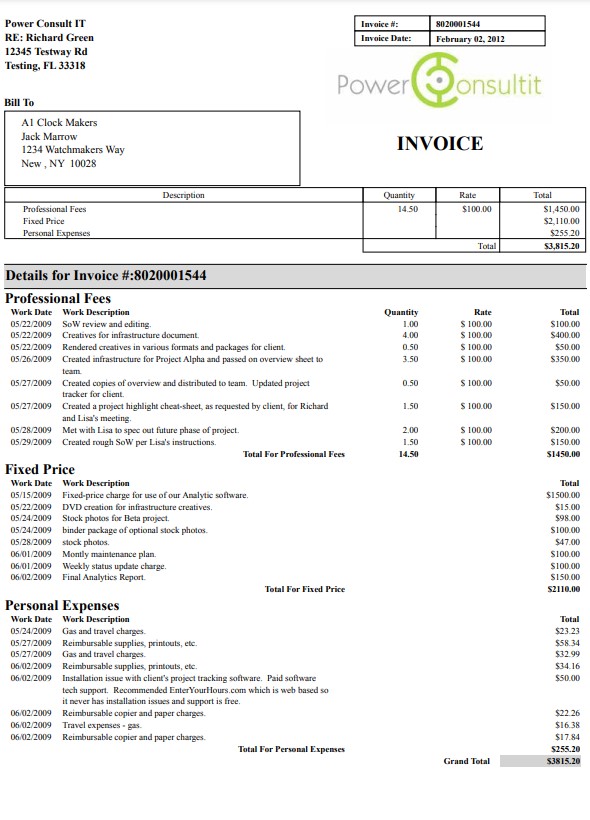 Power Consult IT
RE: Richard Green
12345 Testway Rd
Testing, FL 33318
Invoice #: 8020001544
Invoice Date: February 02, 2012
Power Consultit
Bill To
A1 Clock Makers
Jack Marrow
1234 Watchmakers Way
New , NY 10028
INVOICE
Description Quantity Rate Total
Professional Fees 14.50 $100.00 $1,450.00
Fixed Price $2,110.00
Personal Expenses $255.20
Total $3,815.20
Details for Invoice #:8020001544
Professional Fees
Work Date Work Description Quantity Rate Total
05/22/2009 SoW review and editing. 1.00 $ 100.00 $100.00
05/22/2009 Creatives for infrastructure document. 4.00 $ 100.00 $400.00
05/22/2009 Rendered creatives in various formats and packages for client. 0.50 $ 100.00 $50.00
05/26/2009 Created infrastructure for Project Alpha and passed on overview sheet to 3.50 $ 100.00 $350.00
team.
05/27/2009 Created copies of overview and distributed to team. Updated project 0.50 $ 100.00 $50.00
tracker for client.
05/27/2009 Created a project highlight cheat-sheet, as requested by client, for Richard 1.50 $ 100.00 $150.00
and Lisa's meeting.
05/28/2009 Met with Lisa to spec out future phase of project. 2.00 $ 100.00 $200.00
05/29/2009 Created rough SoW per Lisa's instructions. 1.50 $ 100.00 $150.00
Total For Professional Fees 14.50 $1450.00
Fixed Price
Work Date Work Description Total
05/15/2009 Fixed-price charge for use of our Analytic software. $1500.00
05/22/2009 DVD creation for infrastructure creatives. $15.00
05/24/2009 Stock photos for Beta project. $98.00
05/24/2009 binder package of optional stock photos. $100.00
05/28/2009 stock photos. $47.00
06/01/2009 Montly maintenance plan. $100.00
06/01/2009 Weekly status update charge. $100.00
06/02/2009 Final Analytics Report. $150.00
Total For Fixed Price $2110.00
Personal Expenses
Work Date Work Description Total
05/24/2009 Gas and travel charges. $23.23
05/27/2009 Reimbursable supplies, printouts, etc. $58.34
05/27/2009 Gas and travel charges. $32.99
06/02/2009 Reimbursable supplies, printouts, etc. $34.16
06/02/2009 Installation issue with client's project tracking software. Paid software $50.00
tech support. Recommended EnterYourHours.com which is web based so
it never has installation issues and support is free.
06/02/2009 Reimbursable copier and paper charges. $22.26
06/02/2009 Travel expenses - gas. $16.38
06/02/2009 Reimbursable copier and paper charges. $17.84
Total For Personal Expenses $255.20
Grand Total $3815.20